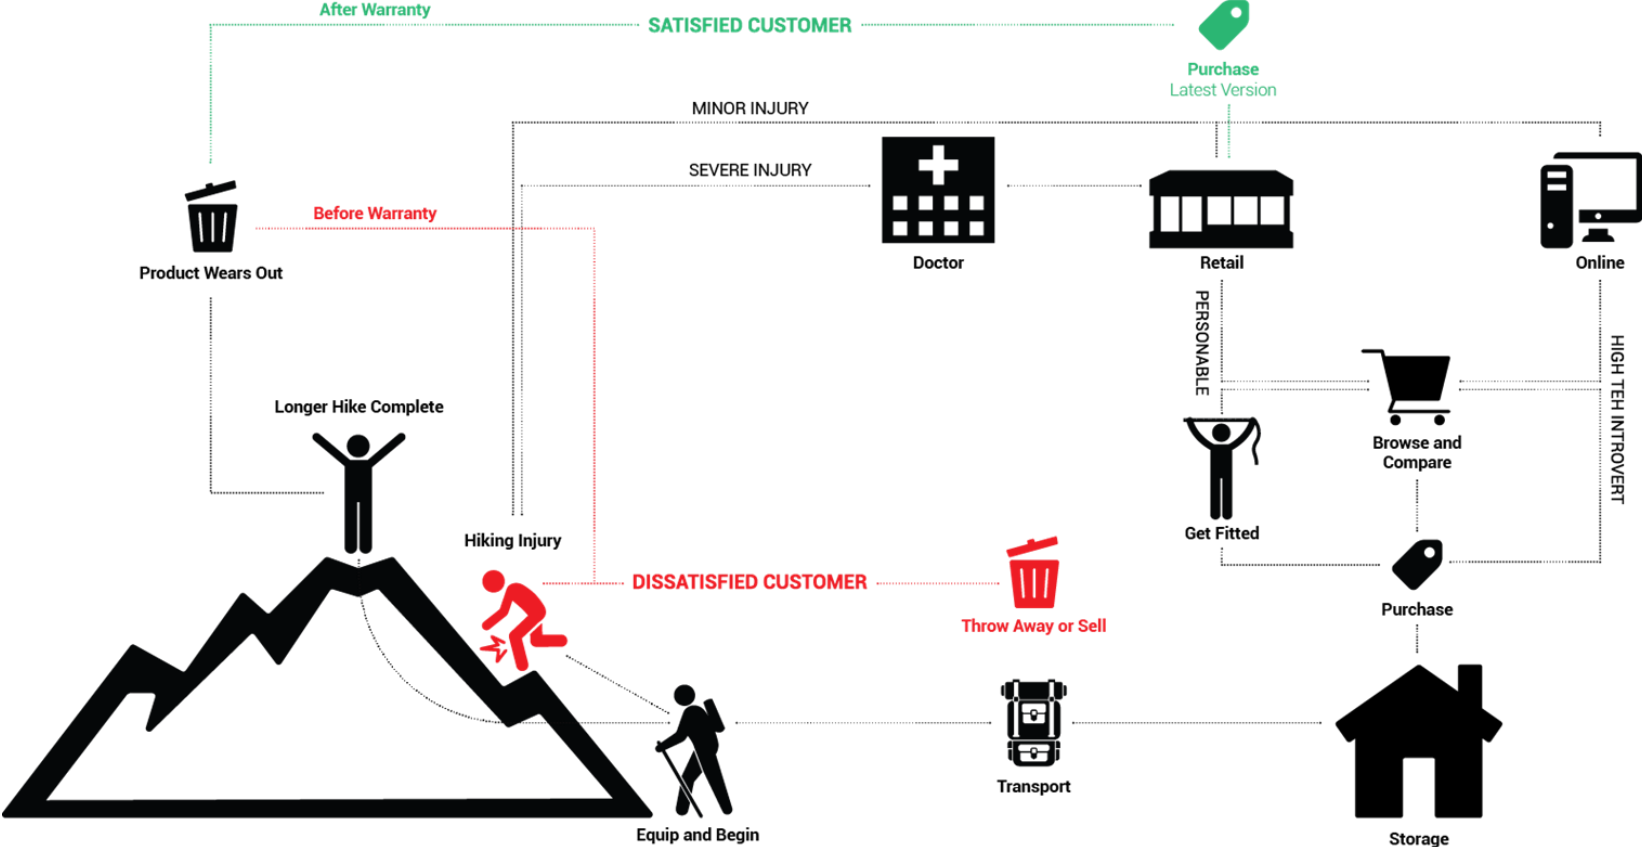 After Warranty
SATISFIED CUSTOMER
Purchase
Latest Version
MINOR INJURY
SEVERE INJURY
Before Warranty
Product Wears Out
Doctor
Retail
Online
PERSONABLE
HIGH TEH INTROVERT
Longer Hike Complete
Browse and
Compare
Get Fitted
Hiking Injury
DISSATISFIED CUSTOMER
Throw Away or Sell
Purchase
Transport
Equip and Begin
Storage